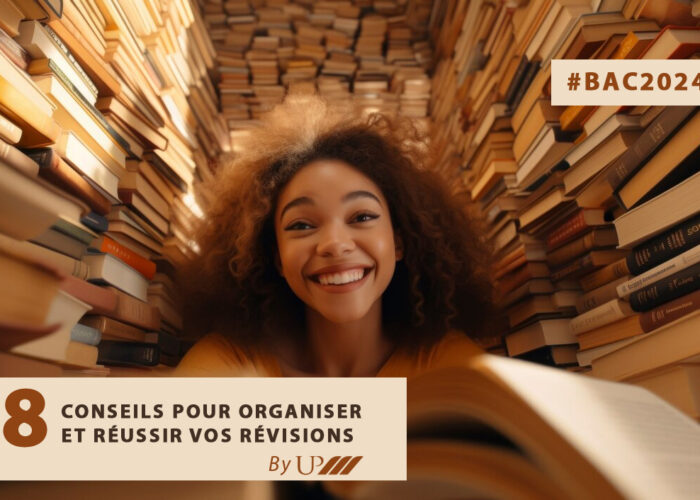 #BAC2024
8 CONSEILS POUR ORGANISER
ET RÉUSSIR VOS RÉVISIONS
By UP